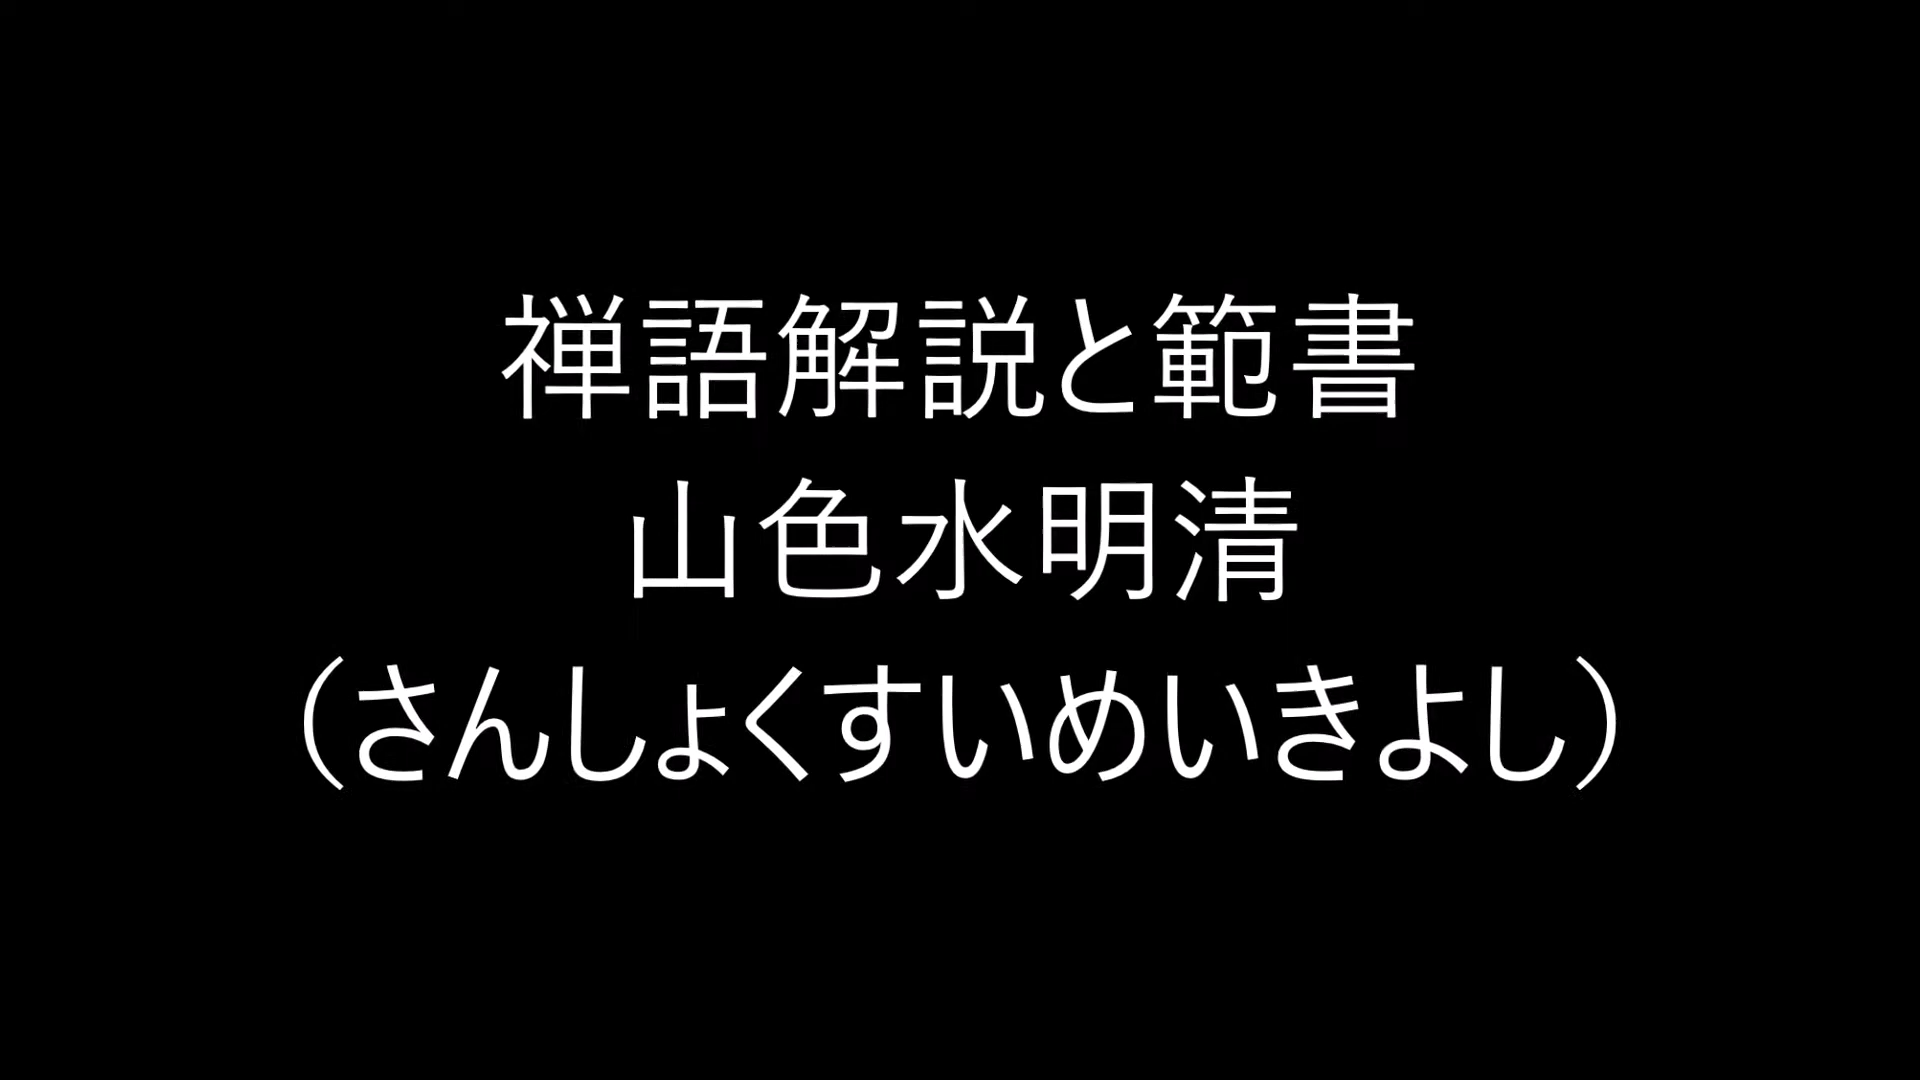 禅語解説と範書
山色水明清
（さんしょくすいめいきよし）